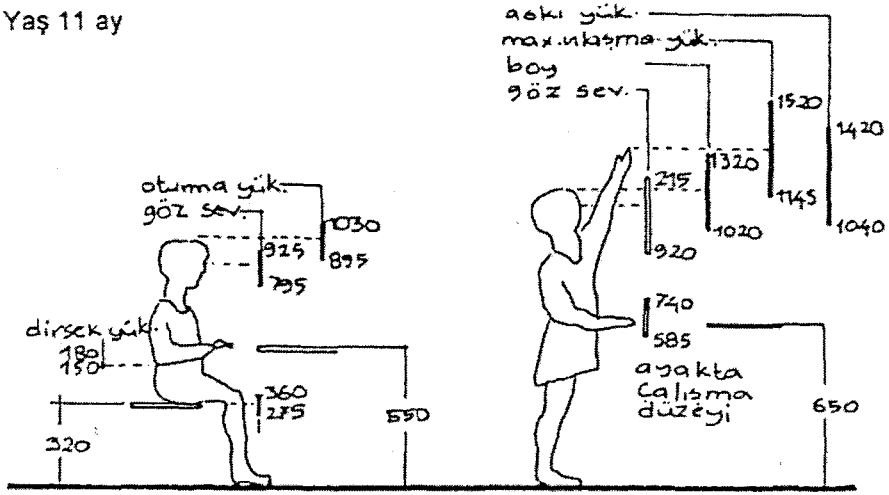 Yaş 11 ay
askı yük.
max. ulaşma yük.
boy
göz sev.
1520
1420
1320
215
1145
1020
1040
920
oturma yük.
göz sev.
1030
925
895
795
740
585
dirsek yük.
180
150
360
275
ayakta
çalışma
düzeyi
550
650
320